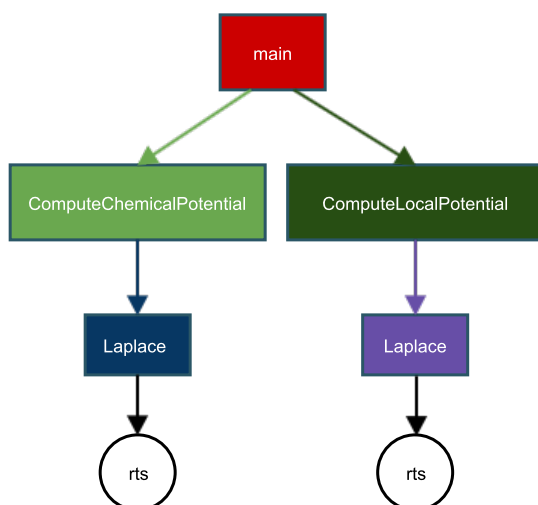 main
ComputeChemicalPotential
ComputeLocalPotential
Laplace
Laplace
rts
rts